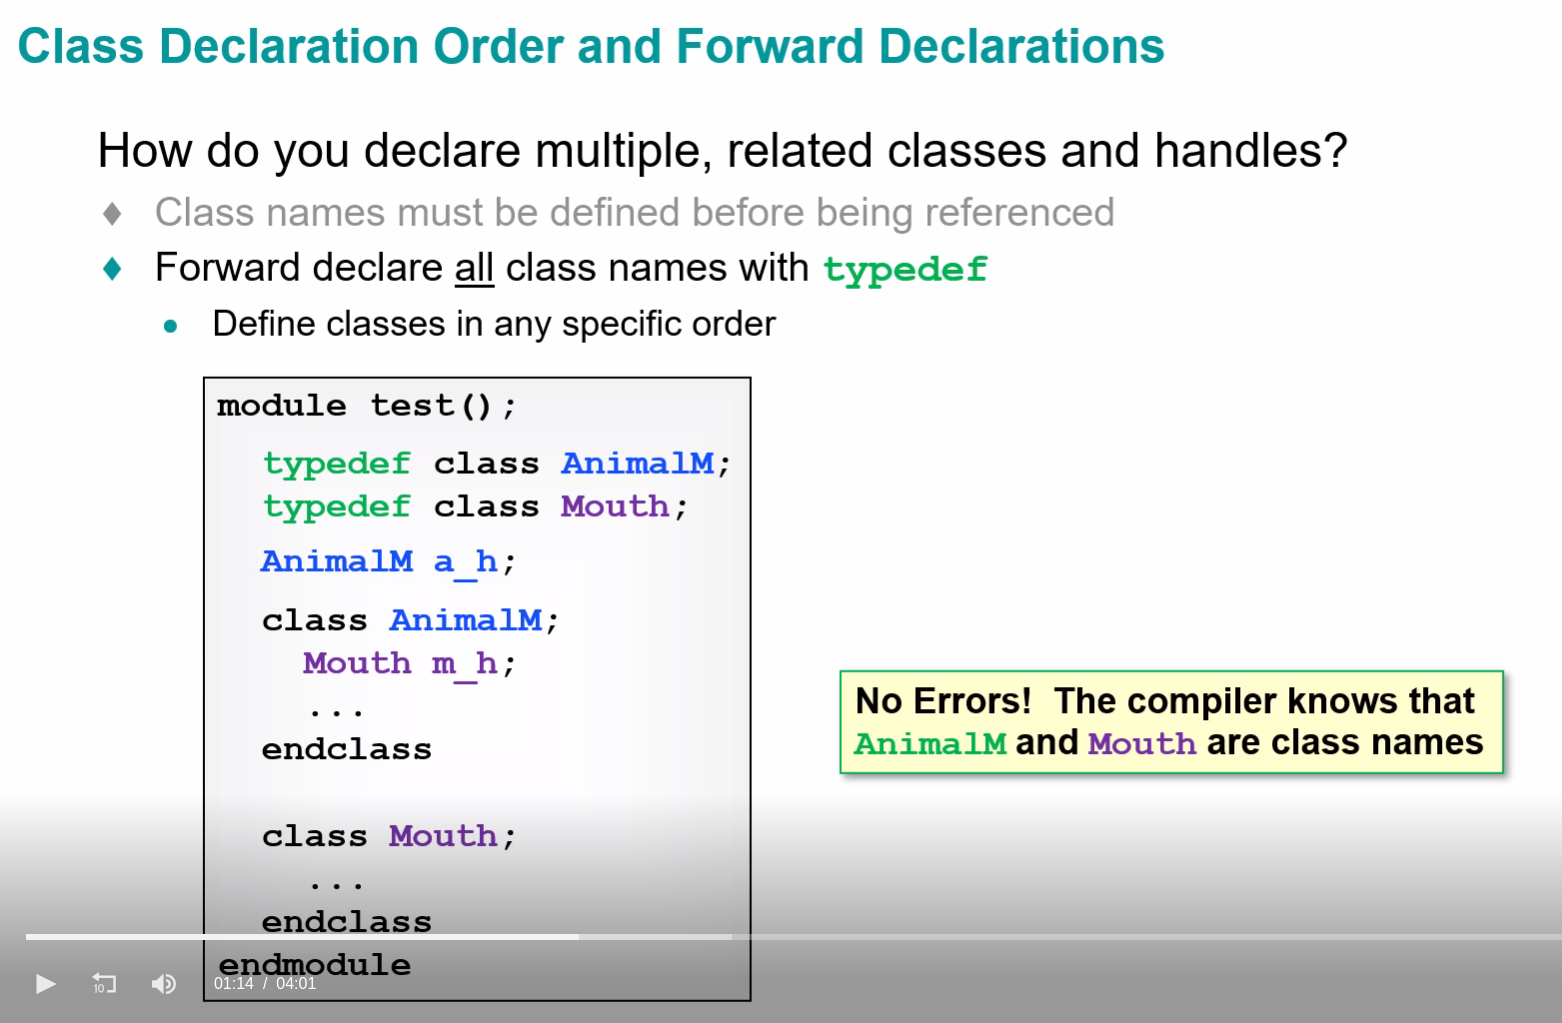 Class Declaration Order and Forward Declarations
How do you declare multiple, related classes and handles?
Class names must be defined before being referenced
Forward declare all class names with typedef
Define classes in any specific order
module test();
typedef class AnimalM;
typedef class Mouth;
AnimalM a_h;
class AnimalM;
Mouth m_h;
...
endclass
class Mouth;
...
endclass
endmodule
No Errors! The compiler knows that
AnimalM and Mouth are class names
10
01:14 / 04:01